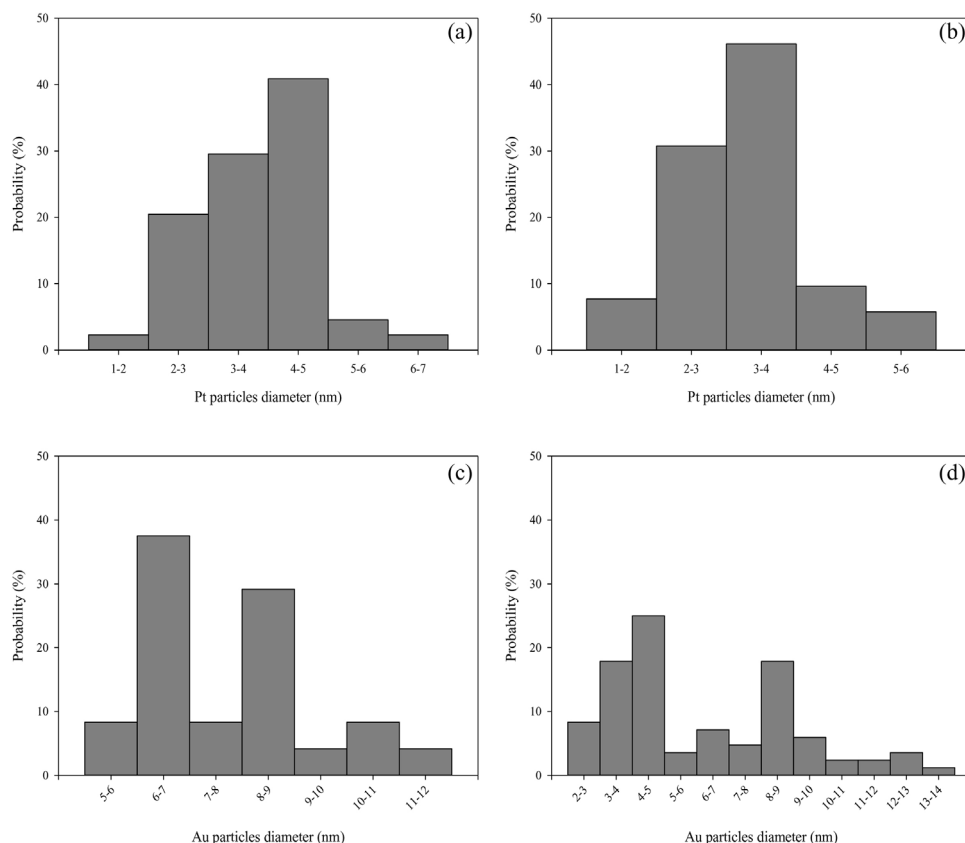 (a)
50
40
30
20
10
0
Probability (%)
1-2 2-3 3-4 4-5 5-6 6-7
Pt particles diameter (nm)
(b)
50
40
30
20
10
0
Probability (%)
1-2 2-3 3-4 4-5 5-6
Pt particles diameter (nm)
(c)
50
40
30
20
10
0
Probability (%)
5-6 6-7 7-8 8-9 9-10 10-11 11-12
Au particles diameter (nm)
(d)
50
40
30
20
10
0
Probability (%)
2-3 3-4 4-5 5-6 6-7 7-8 8-9 9-10 10-11 11-12 12-13 13-14
Au particles diameter (nm)